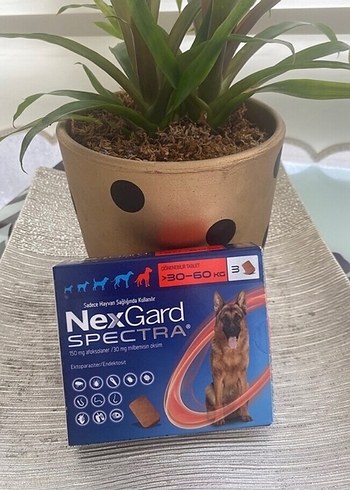 ÇİĞNENEBİLİR TABLET
>30–60 KG
3
Sadece Hayvan Sağlığında Kullanılır
NexGard
SPECTRA®
150 mg afoksolaner / 30 mg milbemisin oksim
Ektoparaziter/Endektosid